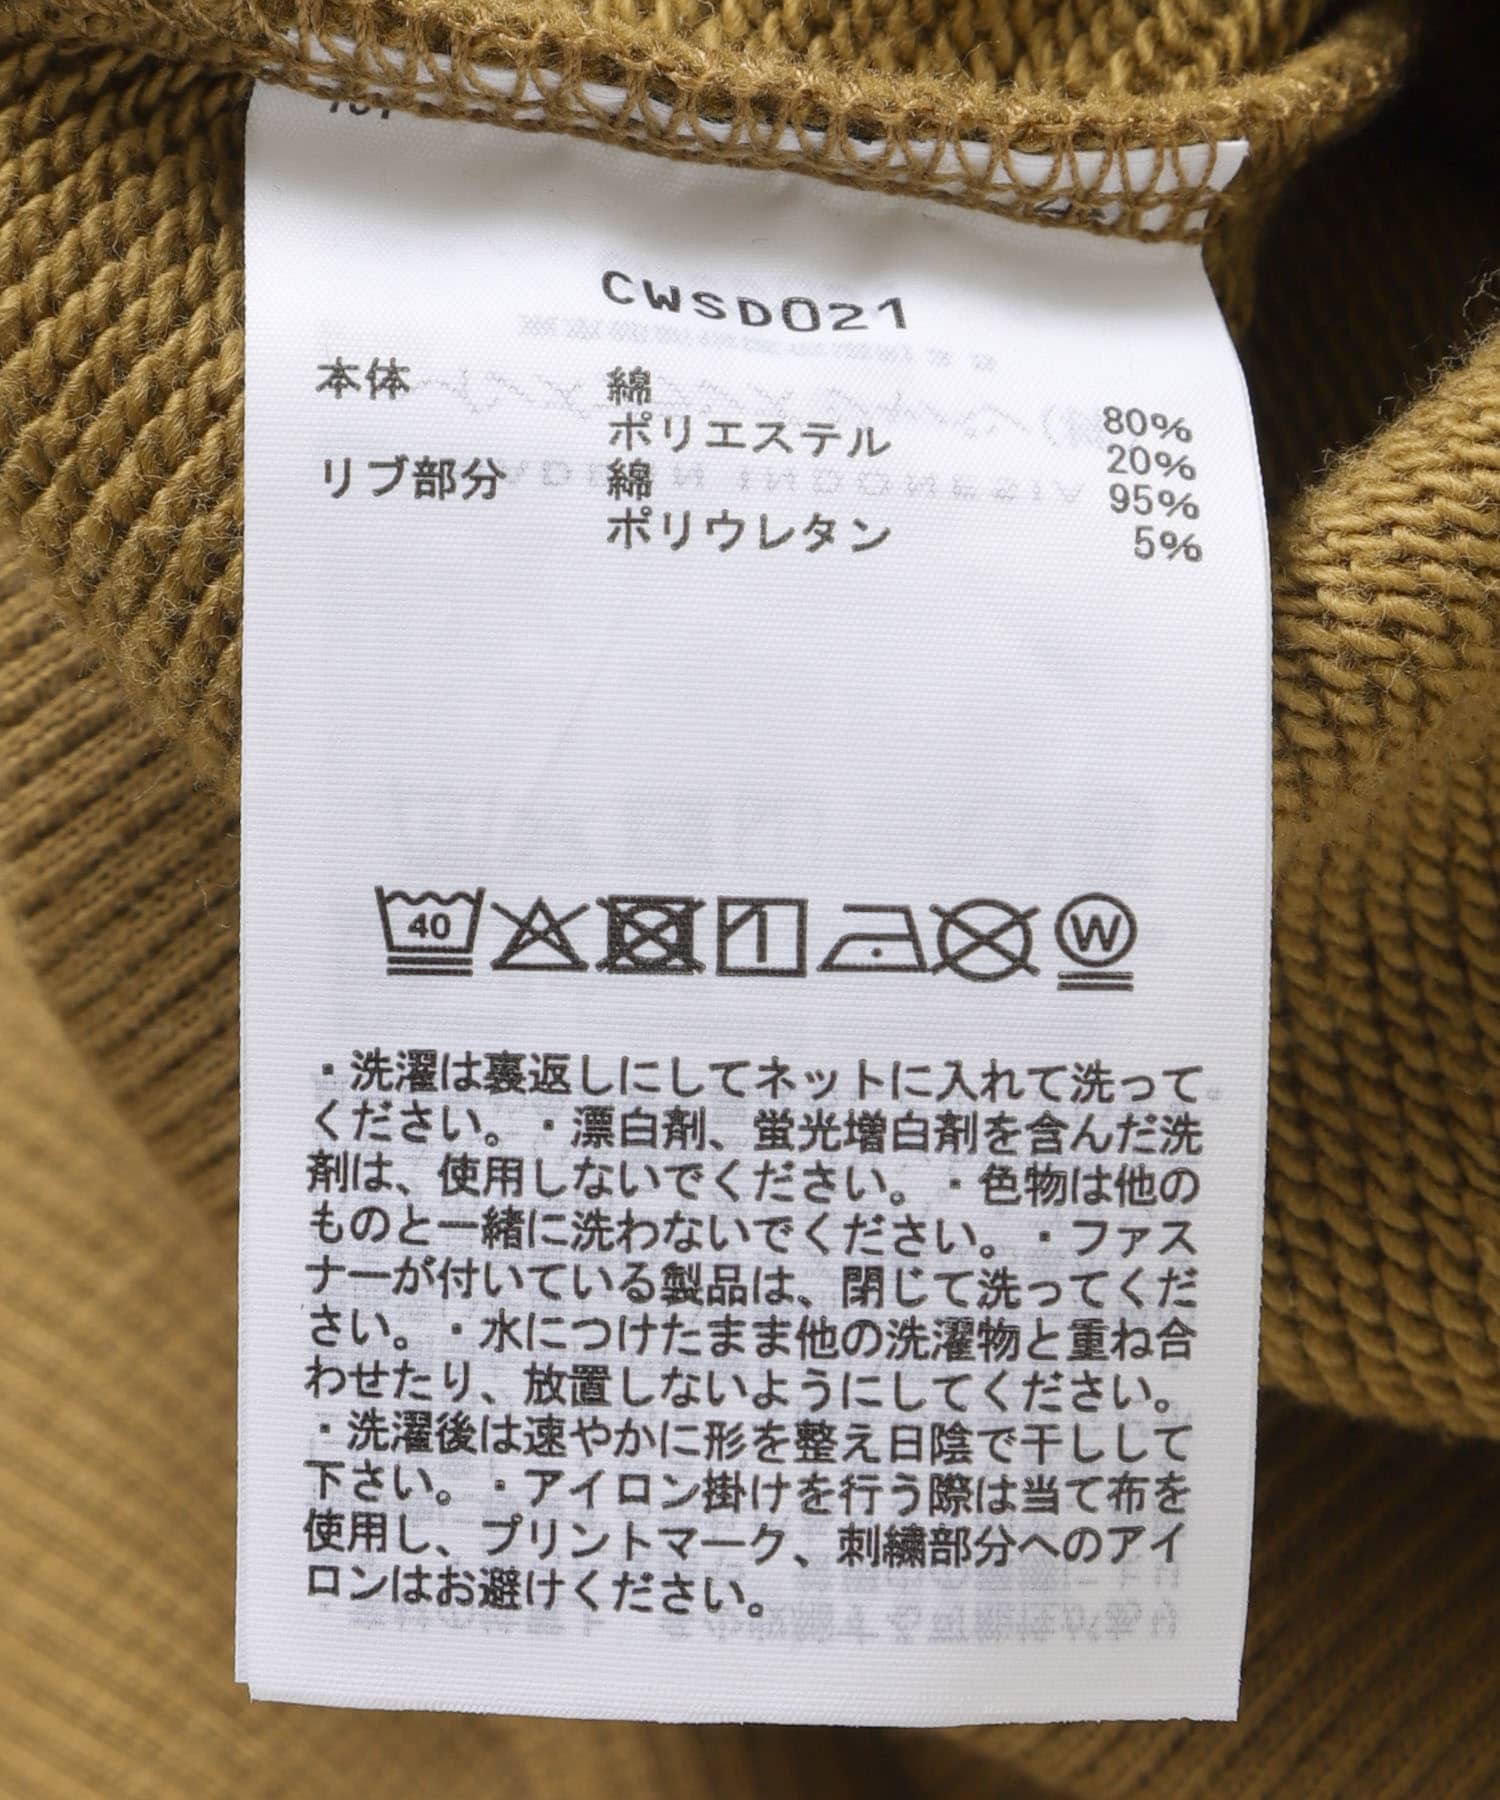 CWSD021
本体 綿 80%
ポリエステル 20%
リブ部分 綿 95%
ポリウレタン 5%
40 W
・洗濯は裏返しにしてネットに入れて洗って
ください。・漂白剤、蛍光増白剤を含んだ洗
剤は、使用しないでください。・色物は他の
ものと一緒に洗わないでください。・ファス
ナーが付いている製品は、閉じて洗ってくだ
さい。・水につけたまま他の洗濯物と重ね合
わせたり、放置しないようにしてください。
・洗濯後は速やかに形を整え日陰で干しして
下さい。・アイロン掛けを行う際は当て布を
使用し、プリントマーク、刺繍部分へのアイ
ロンはお避けください。